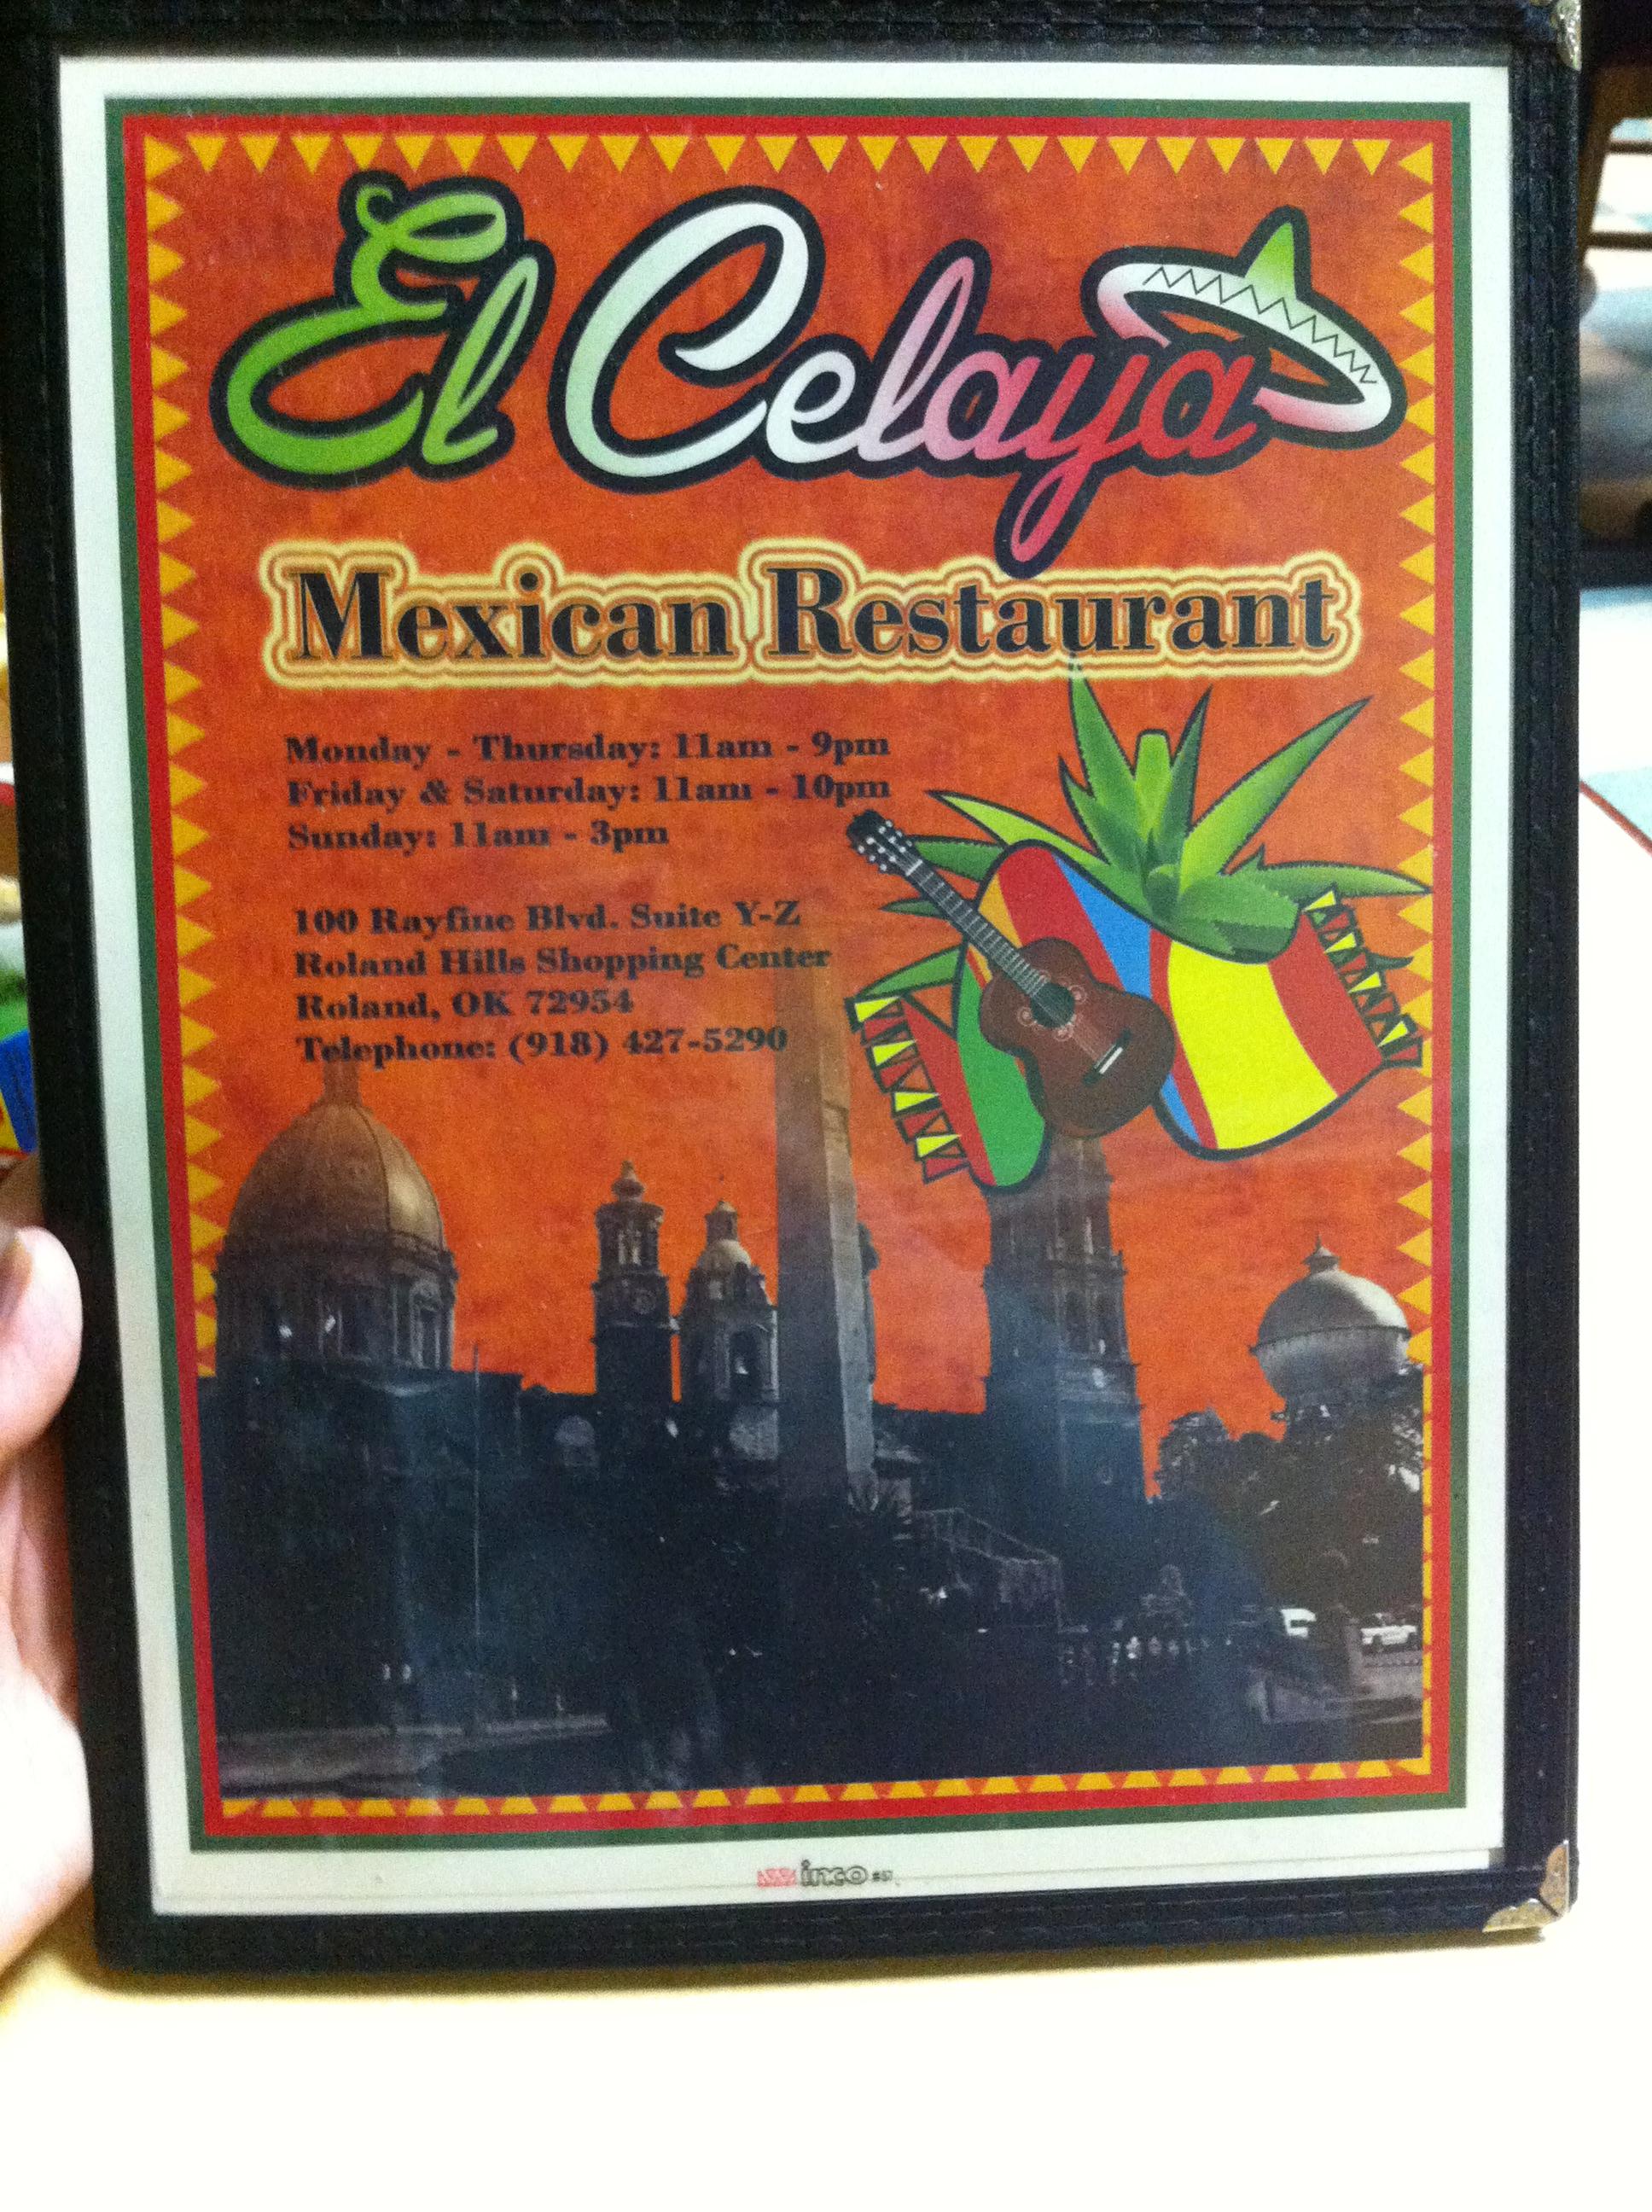 El Celaya
Mexican Restaurant
Monday - Thursday: 11am - 9pm
Friday & Saturday: 11am - 10pm
Sunday: 11am - 3pm
100 Rayfine Blvd. Suite Y-Z
Roland Hills Shopping Center
Roland, OK 72954
Telephone: (918) 427-5290
inco